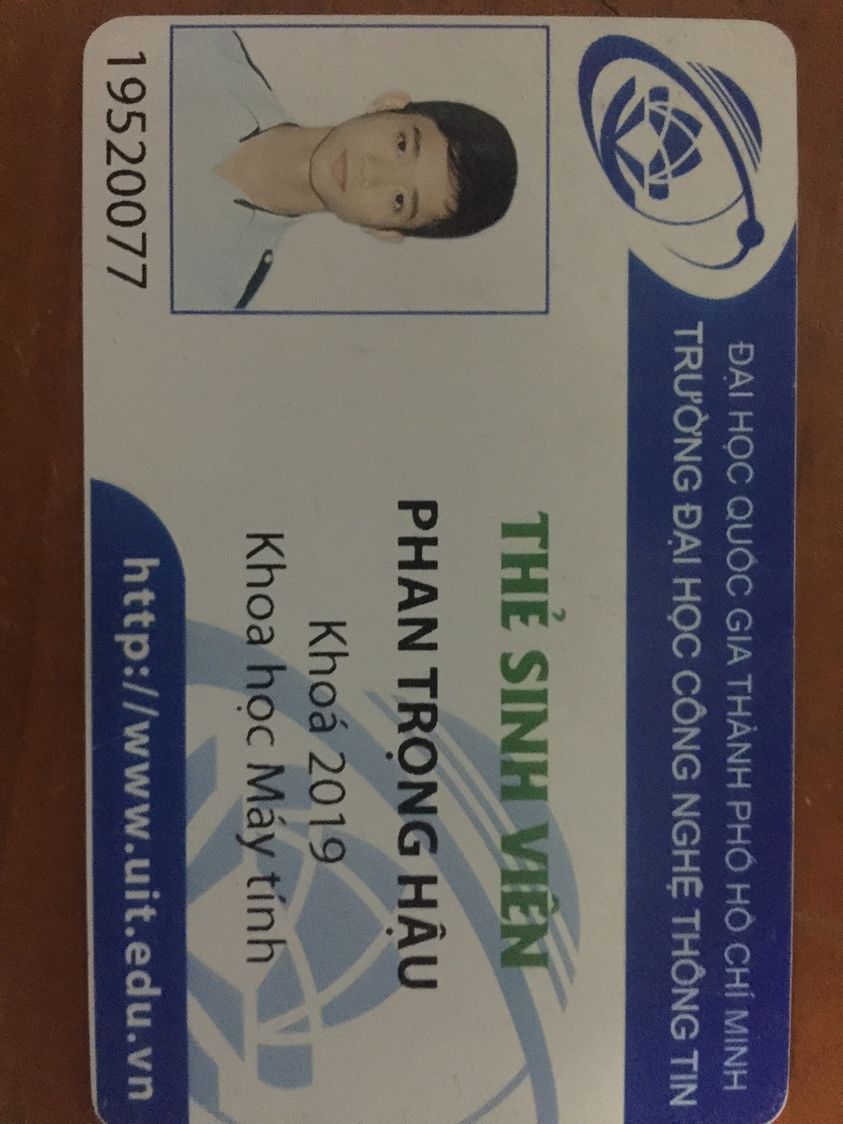 ĐẠI HỌC QUỐC GIA THÀNH PHỐ HỒ CHÍ MINH
TRƯỜNG ĐẠI HỌC CÔNG NGHỆ THÔNG TIN
THẺ SINH VIÊN
PHAN TRỌNG HẬU
Khoá 2019
Khoa học Máy tính
19520077
http://www.uit.edu.vn